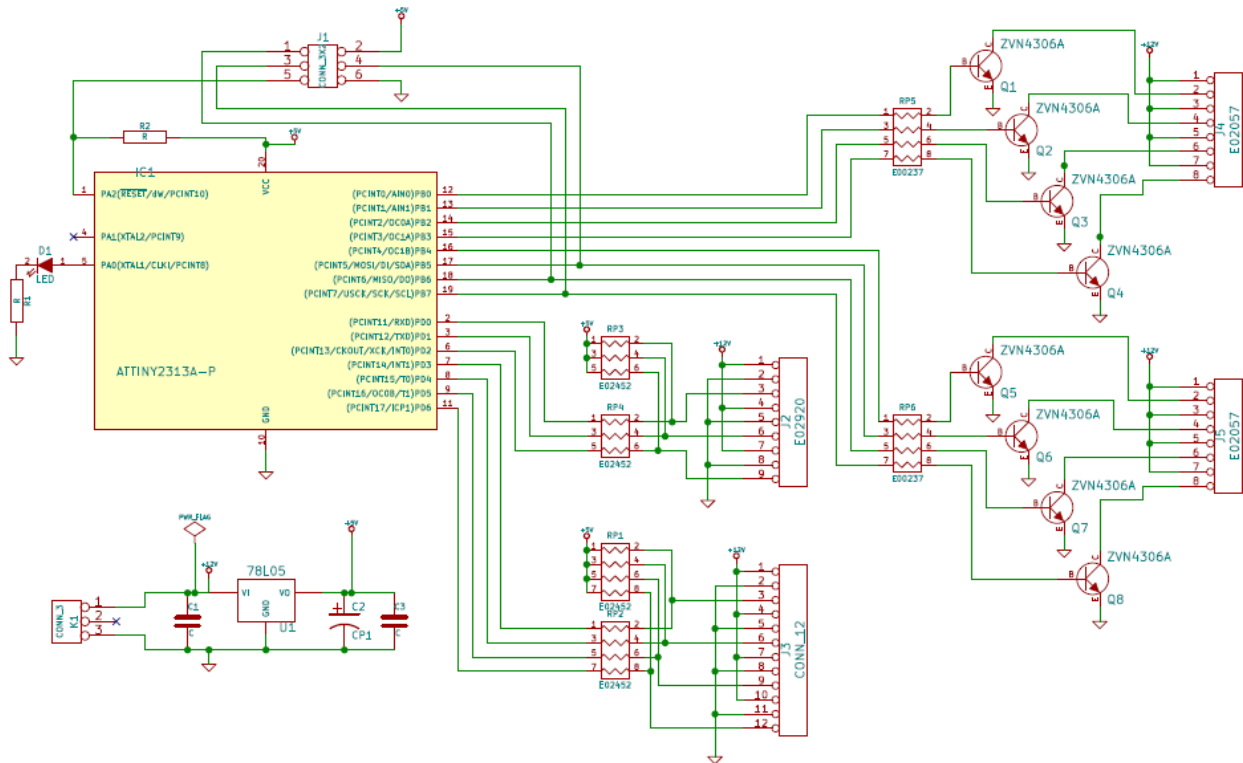 +5V
J1
1 2
3 4
5 6
CONN_3X2
R2
R
+5V
IC1
20
VCC
1 PA2(RESET/dW/PCINT10)
4 PA1(XTAL2/PCINT9)
5 PA0(XTAL1/CLKI/PCINT8)
D1
2 1
LED
R
R1
(PCINT0/AIN0)PB0 12
(PCINT1/AIN1)PB1 13
(PCINT2/OC0A)PB2 14
(PCINT3/OC1A)PB3 15
(PCINT4/OC1B)PB4 16
(PCINT5/MOSI/DI/SDA)PB5 17
(PCINT6/MISO/DO)PB6 18
(PCINT7/USCK/SCK/SCL)PB7 19
(PCINT11/RXD)PD0 2
(PCINT12/TXD)PD1 3
(PCINT13/CKOUT/XCK/INT0)PD2 6
(PCINT14/INT1)PD3 7
(PCINT15/T0)PD4 8
(PCINT16/OC0B/T1)PD5 9
(PCINT17/ICP1)PD6 11
ATTINY2313A-P
GND
10
RP5
1 2
3 4
5 6
7 8
E00237
ZVN4306A
C
B
E
Q1
ZVN4306A
C
B
E
Q2
ZVN4306A
C
B
E
Q3
ZVN4306A
C
B
E
Q4
+12V
1
2
3
4
5
6
7
8
J4
E02057
RP3
+5V
1 2
3 4
5 6
E02452
RP4
1 2
3 4
5 6
E02452
+12V
1
2
3
4
5
6
7
8
9
J2
E02920
RP6
1 2
3 4
5 6
7 8
E00237
ZVN4306A
C
B
E
Q5
ZVN4306A
C
B
E
Q6
ZVN4306A
C
B
E
Q7
ZVN4306A
C
B
E
Q8
+12V
1
2
3
4
5
6
7
8
J5
E02057
PWR_FLAG
+12V
78L05
VI VO
GND
U1
+5V
CONN_3
K1
1
2
3
C1
C
C2
CP1
C3
C
RP1
+5V
1 2
3 4
5 6
7 8
RP2
1 2
3 4
5 6
7 8
E02452
+12V
1
2
3
4
5
6
7
8
9
10
11
12
J3
CONN_12